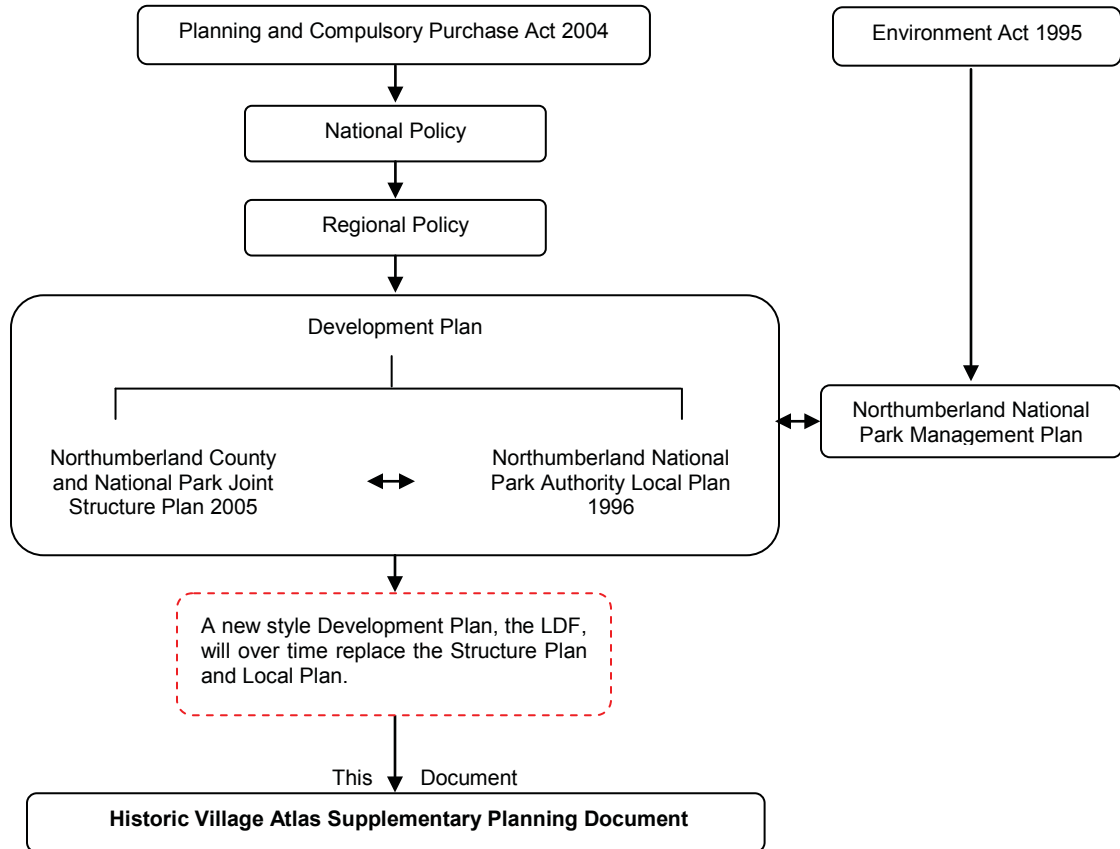 Planning and Compulsory Purchase Act 2004
Environment Act 1995
National Policy
Regional Policy
Development Plan
Northumberland County
and National Park Joint
Structure Plan 2005
Northumberland National
Park Authority Local Plan
1996
Northumberland National
Park Management Plan
A new style Development Plan, the LDF,
will over time replace the Structure Plan
and Local Plan.
This Document
Historic Village Atlas Supplementary Planning Document